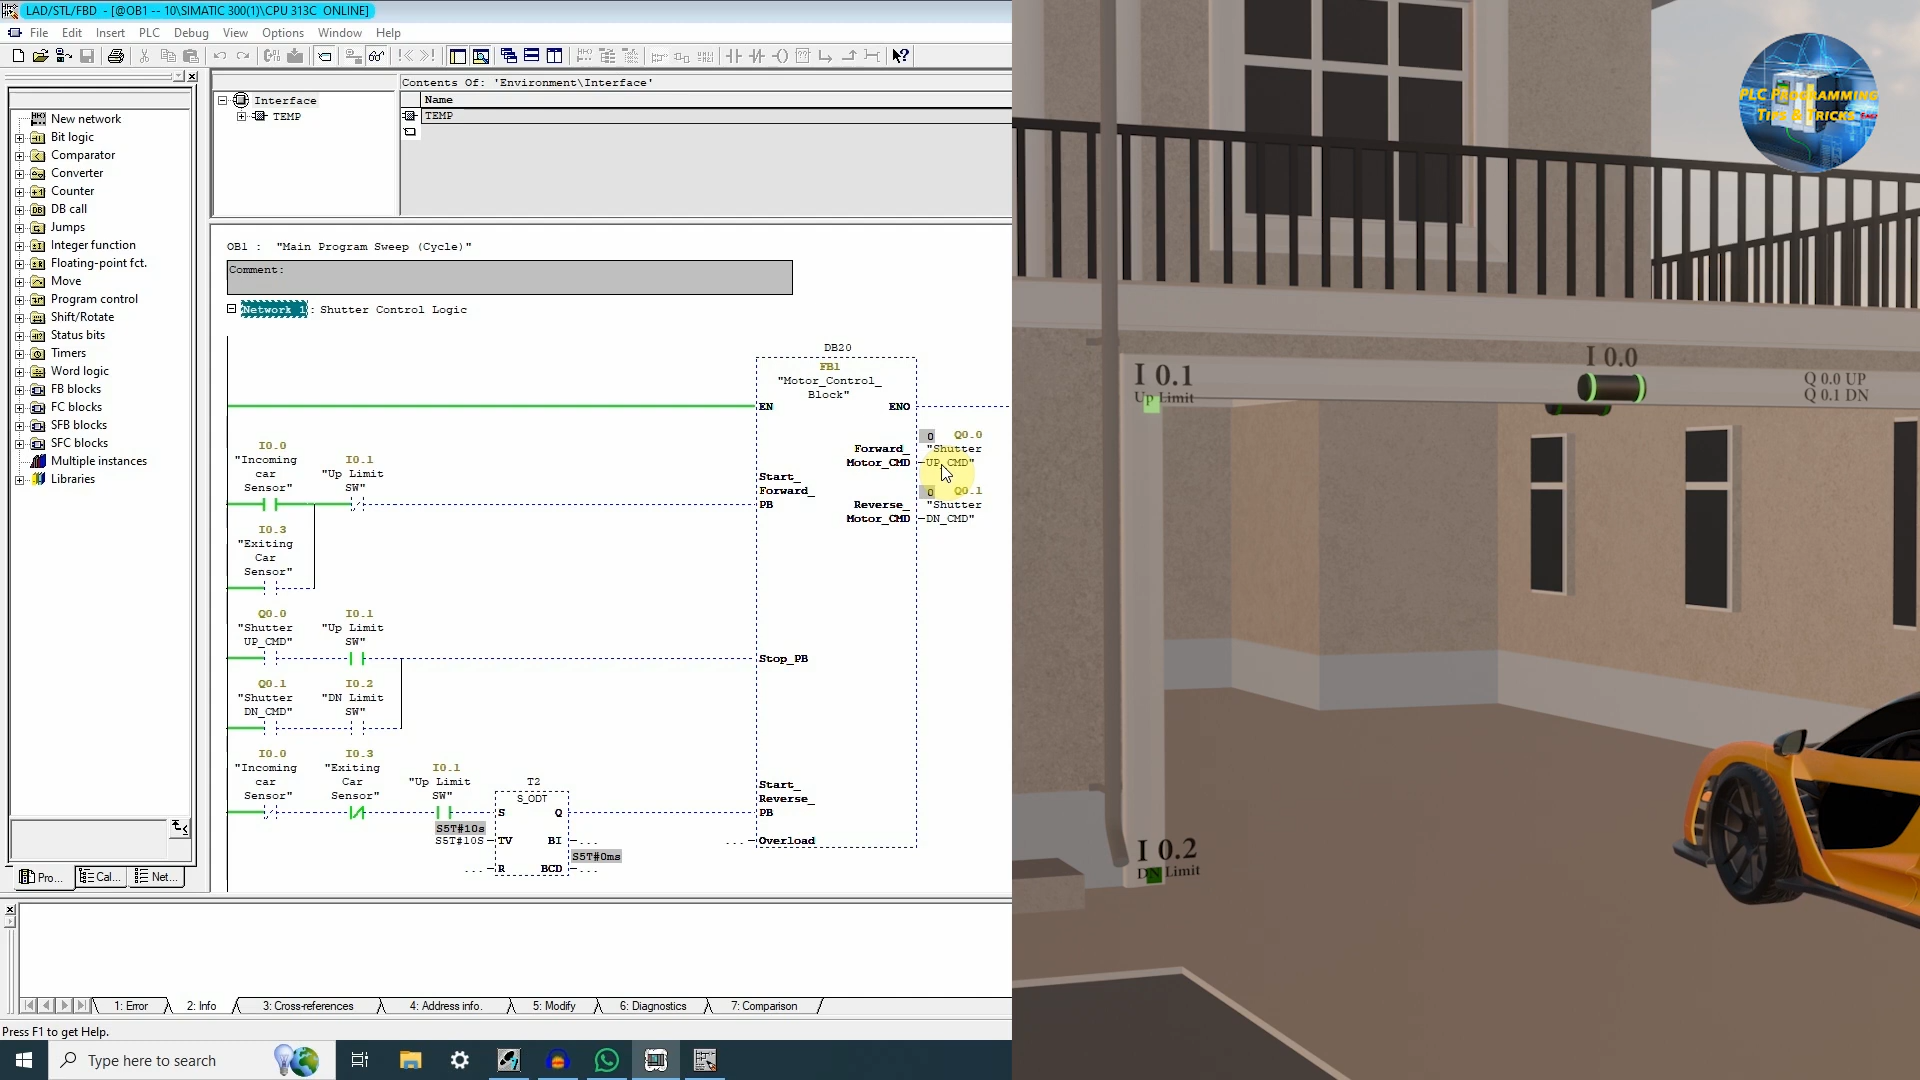 LAD/STL/FBD - [@OB1 -- 10\SIMATIC 300(1)\CPU 313C ONLINE]
File Edit Insert PLC Debug View Options Window Help
New network
Bit logic
Comparator
Converter
Counter
DB call
Jumps
Integer function
Floating-point fct.
Move
Program control
Shift/Rotate
Status bits
Timers
Word logic
FB blocks
FC blocks
SFB blocks
SFC blocks
Multiple instances
Libraries
Pro... Cal... Net...
Interface
TEMP
Contents Of: 'Environment\Interface'
Name
TEMP
OB1 : "Main Program Sweep (Cycle)"
Comment:
Network 1: Shutter Control Logic
DB20
FB1
"Motor_Control_
Block"
EN ENO
I0.0
"Incoming
car
Sensor"
I0.1
"Up Limit
SW"
Start_
Forward_
PB
Forward_
Motor_CMD
0 Q0.0
"Shutter
UP_CMD"
Reverse_
Motor_CMD
0 Q0.1
"Shutter
DN_CMD"
I0.3
"Exiting
Car
Sensor"
Q0.0
"Shutter
UP_CMD"
I0.1
"Up Limit
SW"
Stop_PB
Q0.1
"Shutter
DN_CMD"
I0.2
"DN Limit
SW"
I0.0
"Incoming
car
Sensor"
I0.3
"Exiting
Car
Sensor"
I0.1
"Up Limit
SW"
T2
S_ODT
S Q
S5T#10s
S5T#10S TV BI ...
S5T#0ms
... R BCD ...
Start_
Reverse_
PB
... Overload
1: Error 2: Info 3: Cross-references 4: Address info. 5: Modify 6: Diagnostics 7: Comparison
Press F1 to get Help.
Type here to search
PLC Programming
Tips & Tricks
I 0.1
Up Limit
I 0.0
Q 0.0 UP
Q 0.1 DN
I 0.2
DN Limit